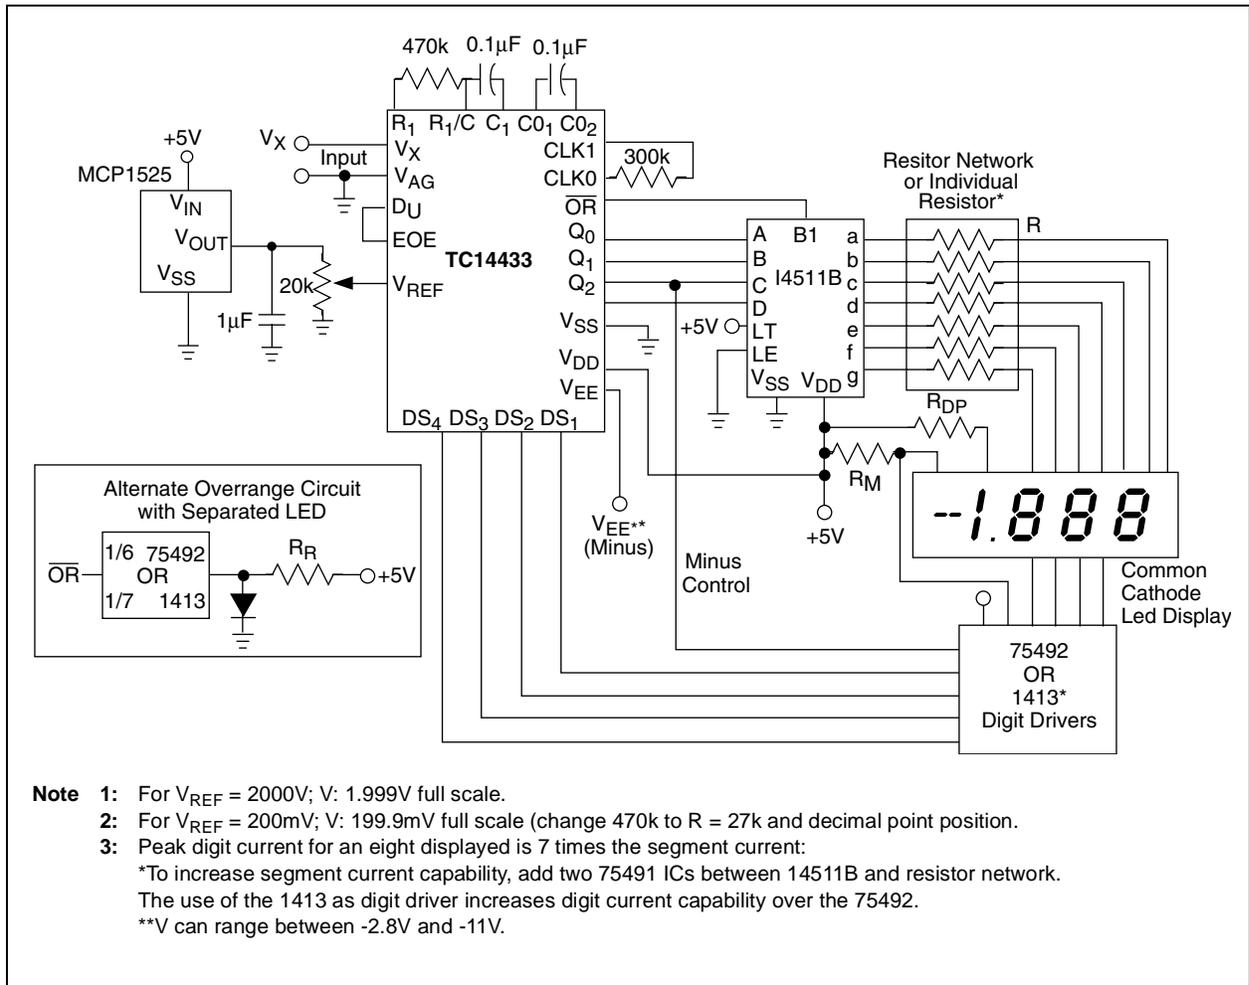 470k
0.1µF
0.1µF
R1 R1/C C1 C01 C02
VX
VX
Input
VAG
DU
EOE
TC14433
VREF
CLK1
CLK0
300k
OR
Q0
Q1
Q2
VSS
VDD
VEE
DS4 DS3 DS2 DS1
+5V
MCP1525
VIN
VOUT
VSS
20k
1µF
Resitor Network
or Individual
Resistor*
R
A B1 a
B b
I4511B
C c
D d
+5V
LT e
LE f
VSS VDD g
RDP
RM
+5V
VEE**
(Minus)
Minus
Control
-1.888
Common
Cathode
Led Display
75492
OR
1413*
Digit Drivers
Alternate Overrange Circuit
with Separated LED
OR
1/6 75492
OR
1/7 1413
RR
+5V
Note 1: For VREF = 2000V; V: 1.999V full scale.
2: For VREF = 200mV; V: 199.9mV full scale (change 470k to R = 27k and decimal point position.
3: Peak digit current for an eight displayed is 7 times the segment current:
*To increase segment current capability, add two 75491 ICs between 14511B and resistor network.
The use of the 1413 as digit driver increases digit current capability over the 75492.
**V can range between -2.8V and -11V.